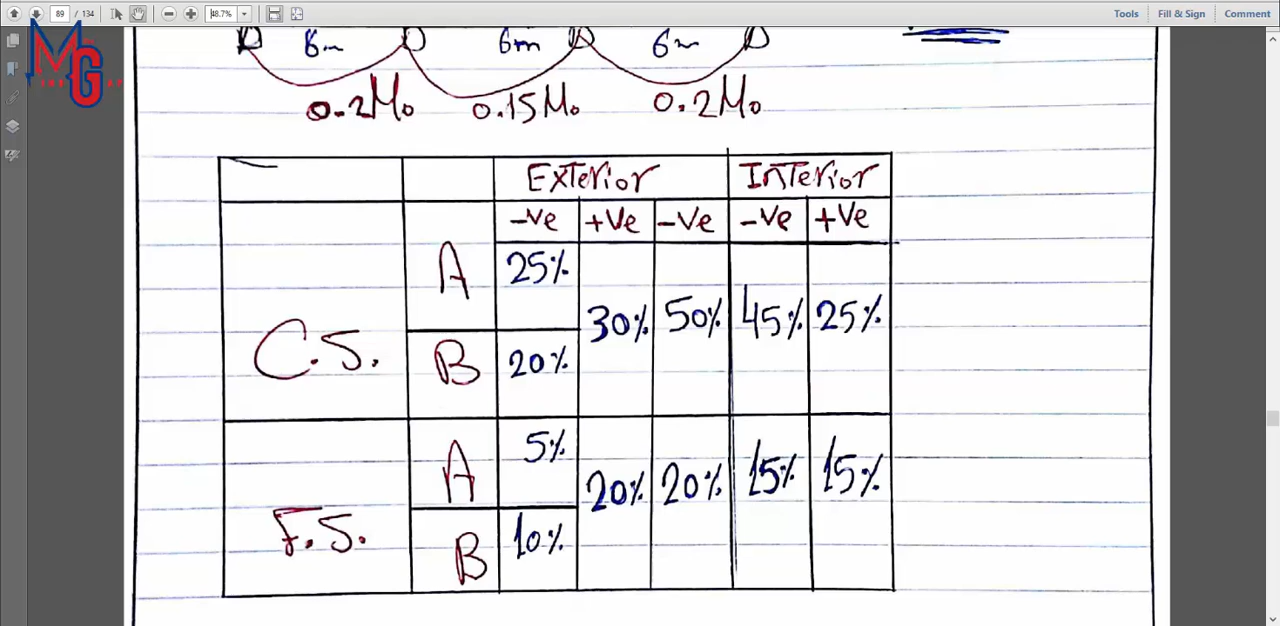 89 / 134
48.7%
Tools Fill & Sign Comment
MG
6m 6m 6m
0.2Mo 0.15Mo 0.2Mo
Exterior Interior
-Ve +Ve -Ve -Ve +Ve
C.S. A 25% 30% 50% 45% 25%
B 20%
F.S. A 5% 20% 20% 15% 15%
B 10%